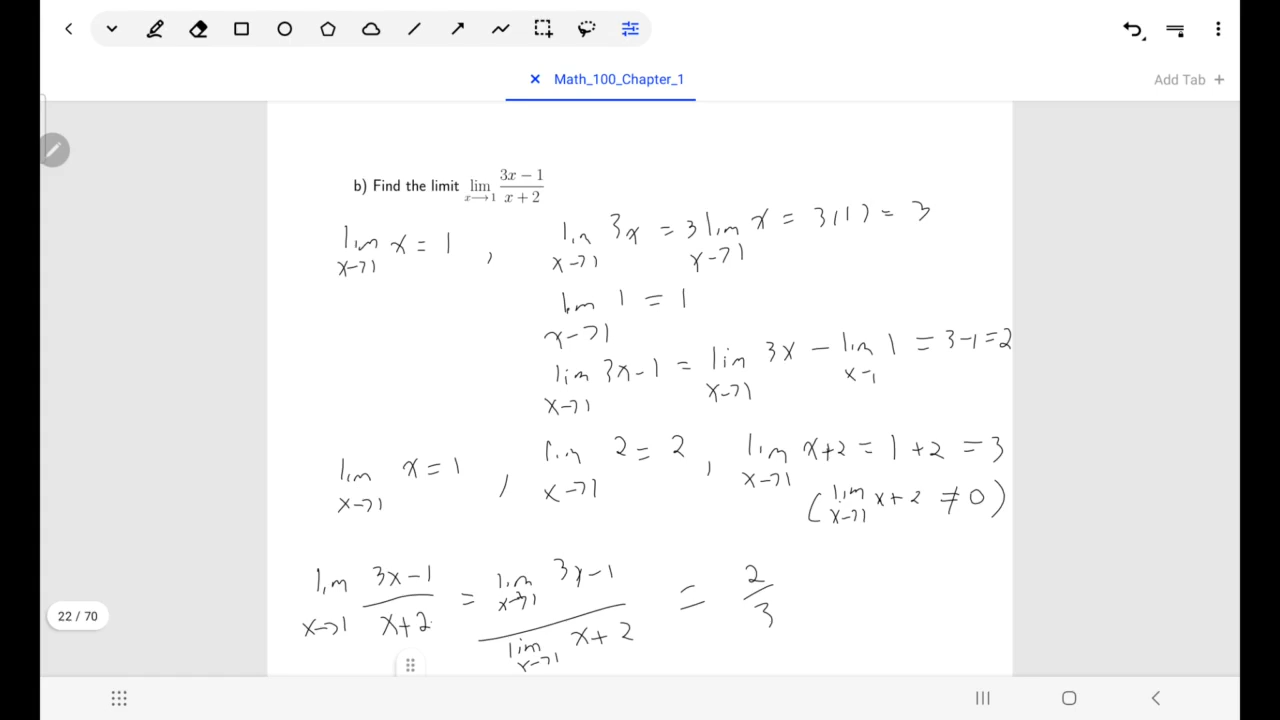 Math_100_Chapter_1
Add Tab +
b) Find the limit lim x→1 (3x − 1)/(x + 2)
lim x→1 x = 1 , lim x→1 3x = 3 lim x→1 x = 3(1) = 3
lim x→1 1 = 1
lim x→1 3x-1 = lim x→1 3x - lim x-1 1 = 3-1=2
lim x→1 x=1 , lim x→1 2=2 , lim x→1 x+2 = 1+2 = 3
(lim x→1 x+2 ≠ 0)
lim x→1 (3x-1)/(x+2) = (lim x→1 3x-1)/(lim x→1 x+2) = 2/3
22 / 70